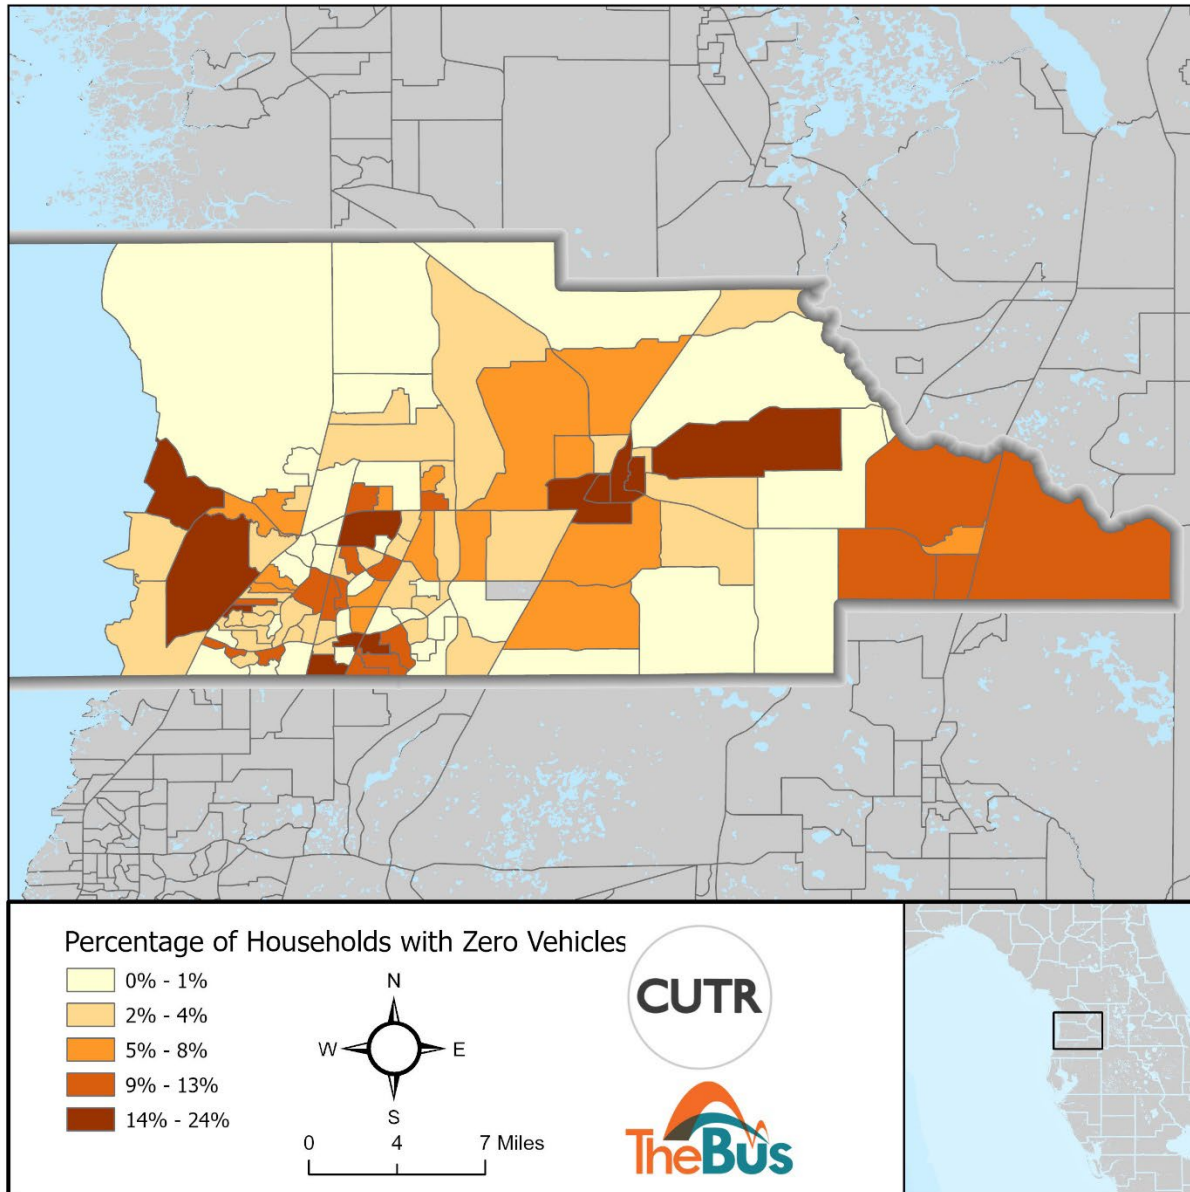 Percentage of Households with Zero Vehicles
0% - 1%
2% - 4%
5% - 8%
9% - 13%
14% - 24%
N
W
E
S
0 4 7 Miles
CUTR
TheBus